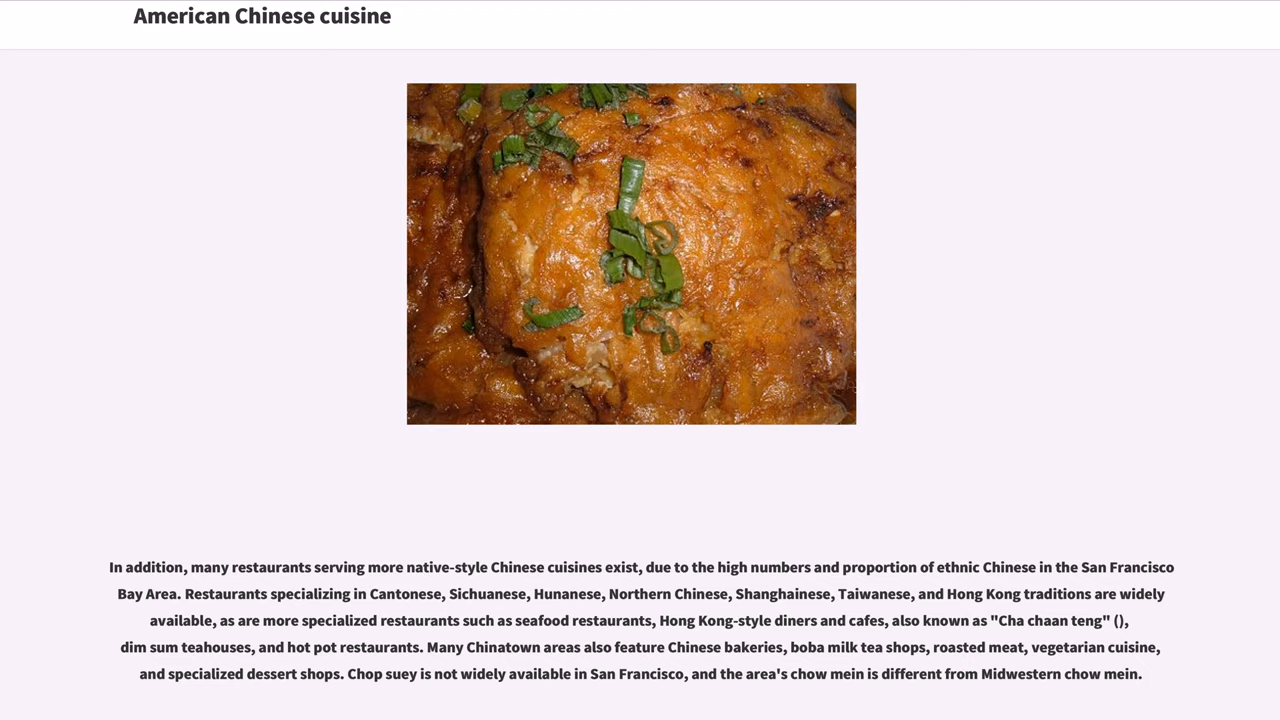 American Chinese cuisine
In addition, many restaurants serving more native-style Chinese cuisines exist, due to the high numbers and proportion of ethnic Chinese in the San Francisco
Bay Area. Restaurants specializing in Cantonese, Sichuanese, Hunanese, Northern Chinese, Shanghainese, Taiwanese, and Hong Kong traditions are widely
available, as are more specialized restaurants such as seafood restaurants, Hong Kong-style diners and cafes, also known as "Cha chaan teng" (),
dim sum teahouses, and hot pot restaurants. Many Chinatown areas also feature Chinese bakeries, boba milk tea shops, roasted meat, vegetarian cuisine,
and specialized dessert shops. Chop suey is not widely available in San Francisco, and the area's chow mein is different from Midwestern chow mein.